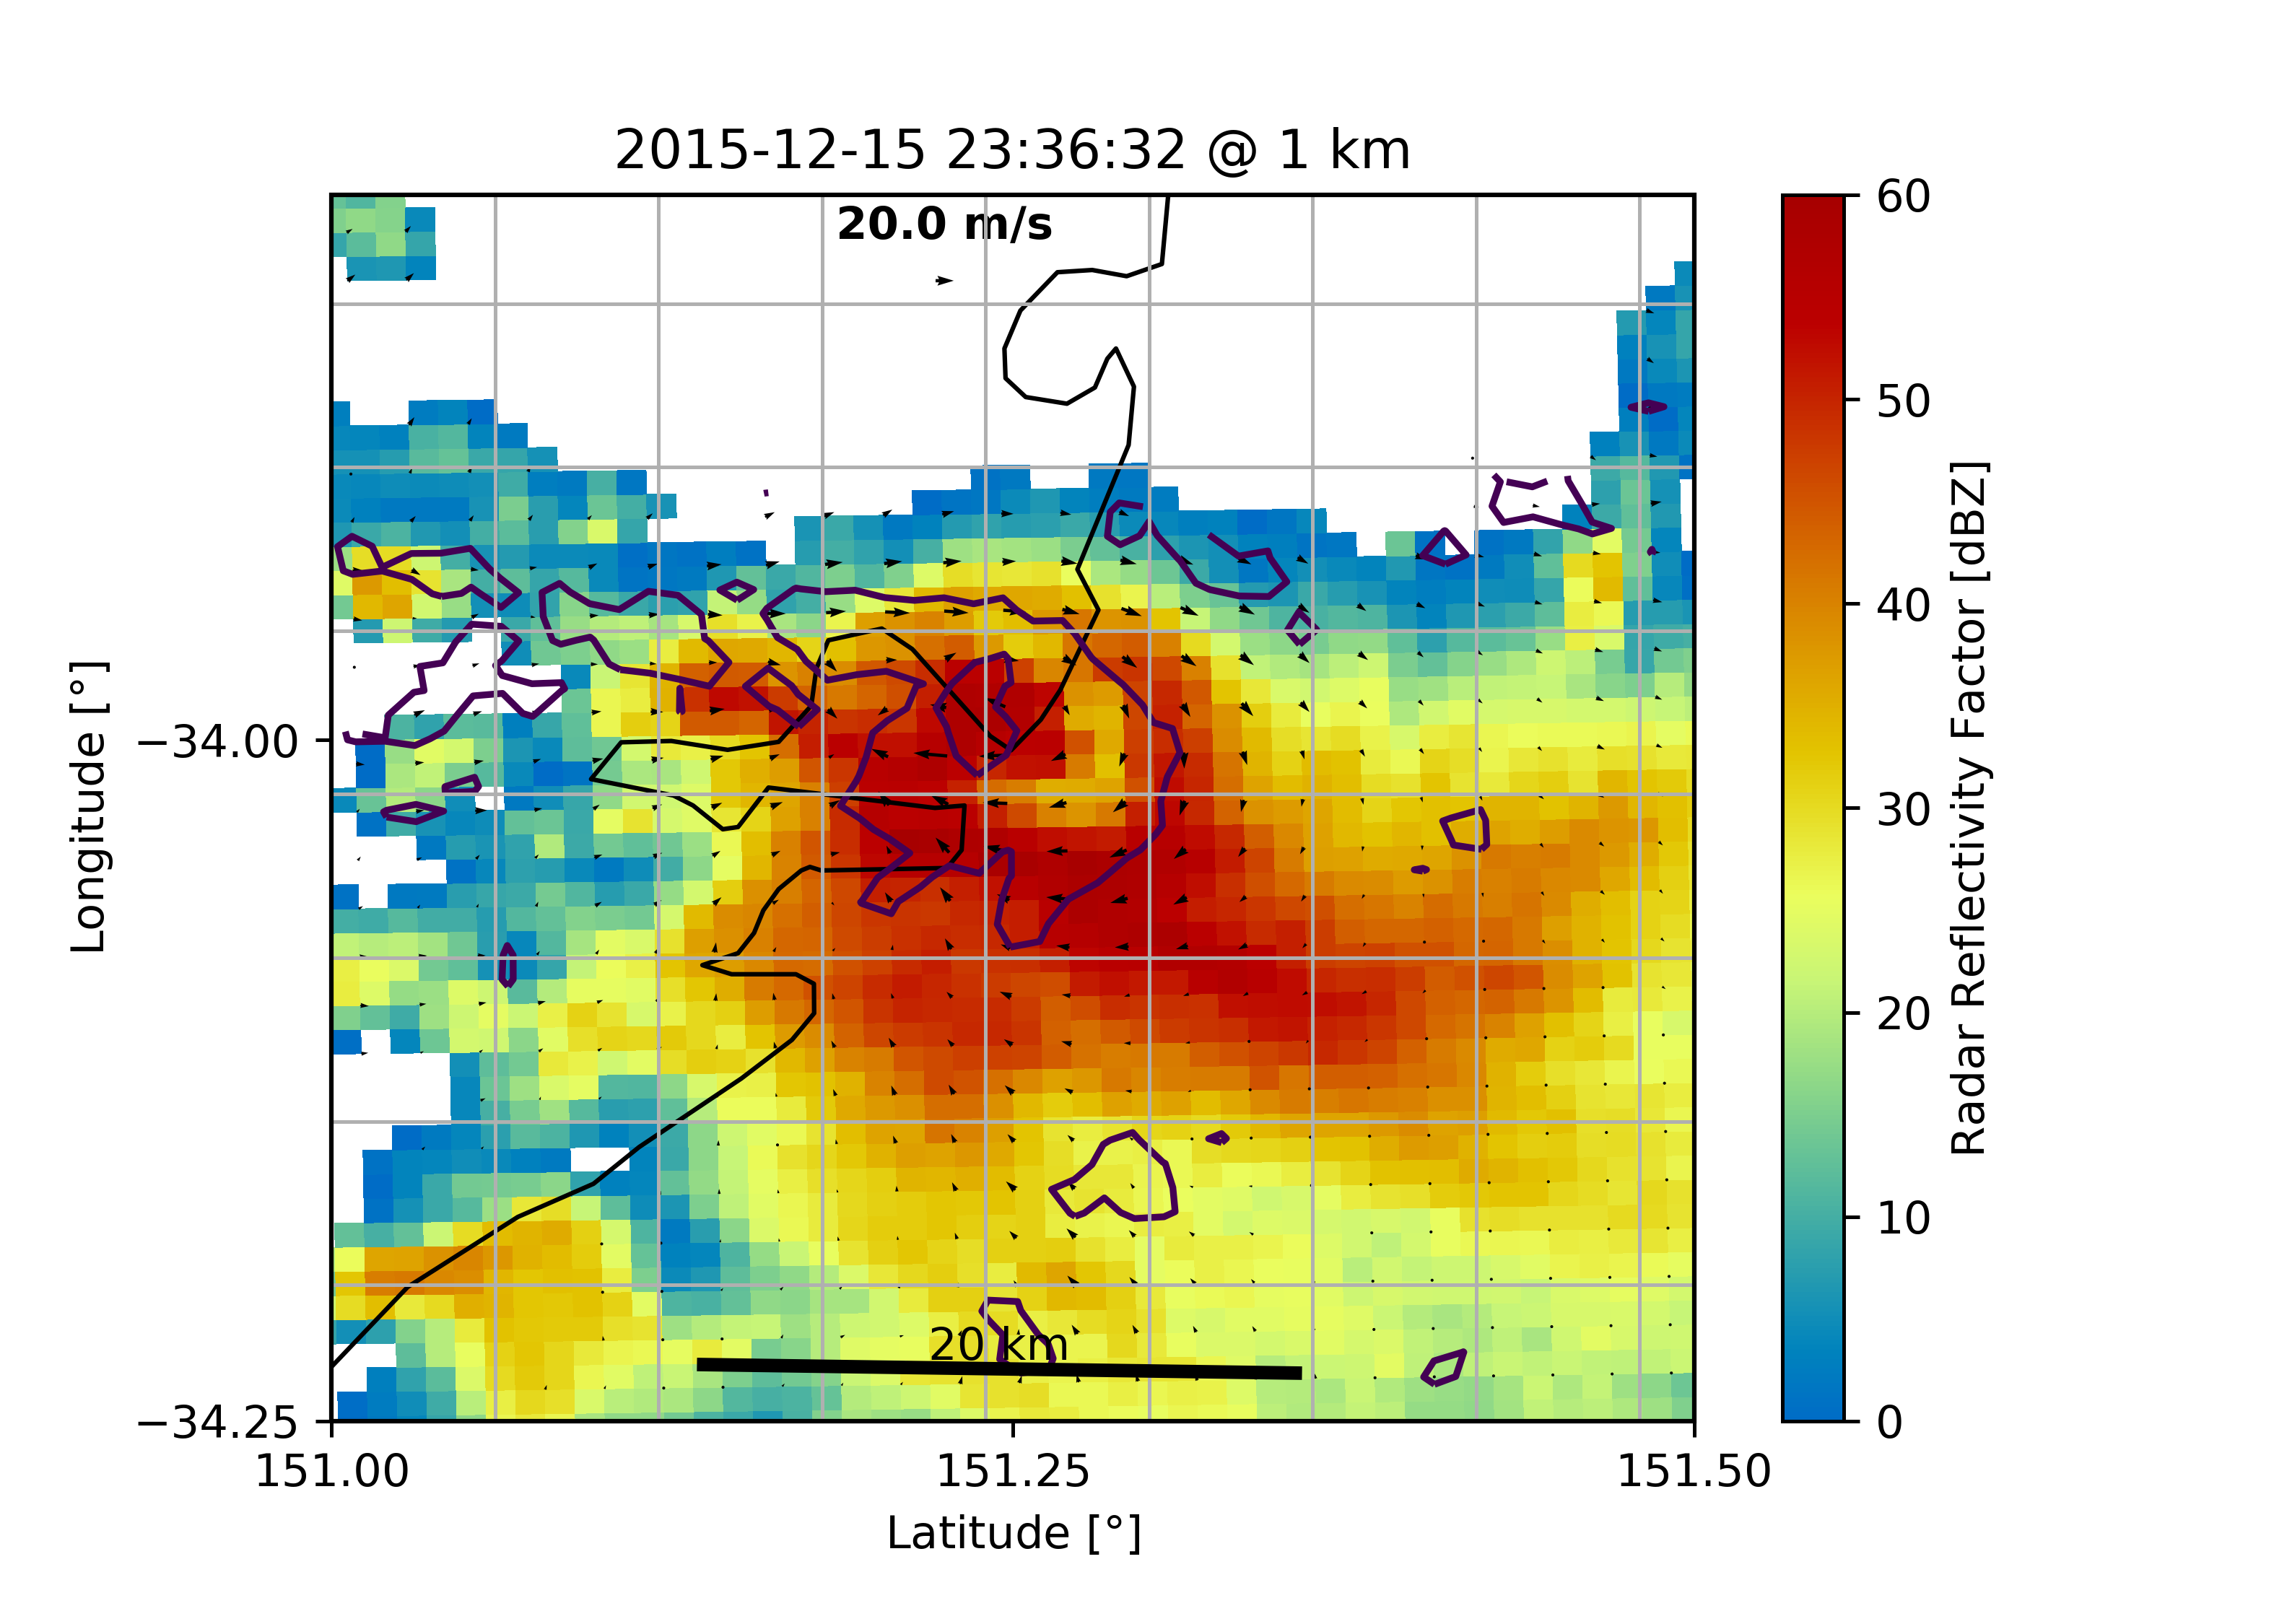 2015-12-15 23:36:32 @ 1 km
20.0 m/s
60
50
40
30
20
10
0
Radar Reflectivity Factor [dBZ]
Longitude [°]
−34.00
−34.25
20 km
151.00
151.25
151.50
Latitude [°]